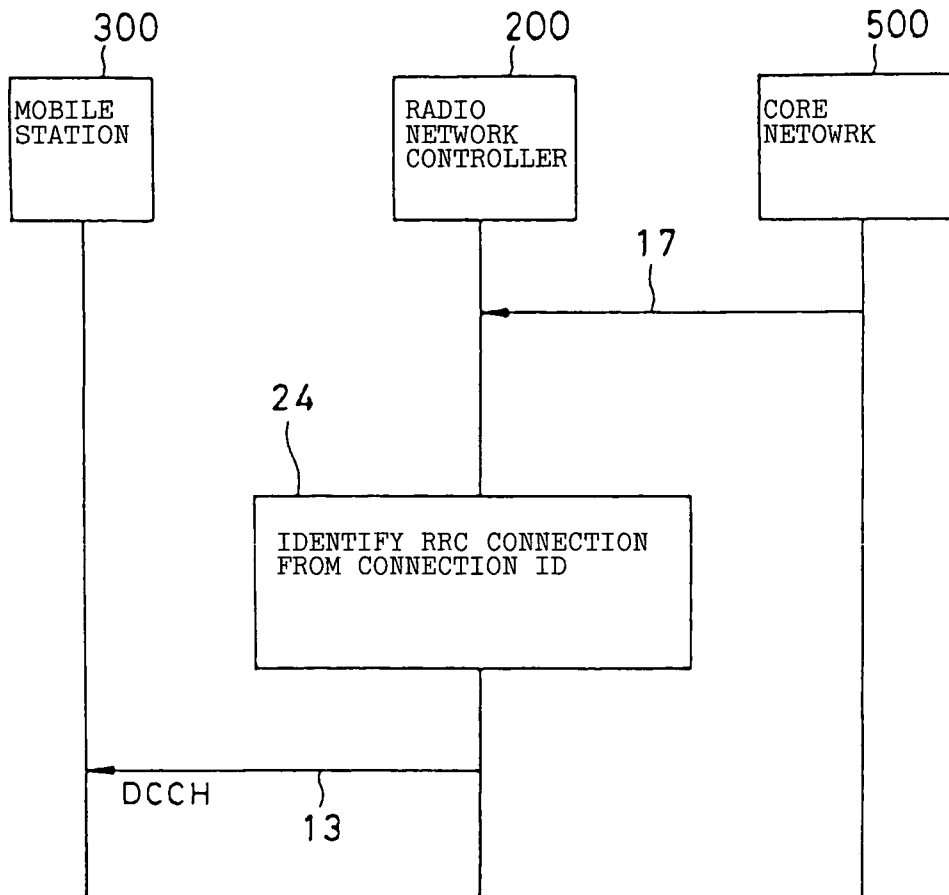 300
200
500
MOBILE
STATION
RADIO
NETWORK
CONTROLLER
CORE
NETOWRK
17
24
IDENTIFY RRC CONNECTION
FROM CONNECTION ID
DCCH
13